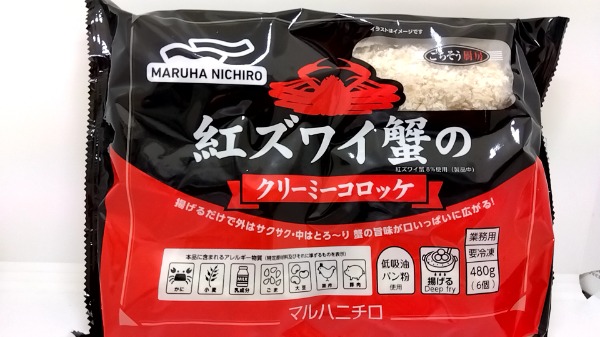 イラストはイメージです
ごちそう厨房
MARUHA NICHIRO
紅ズワイ蟹の
紅ズワイ蟹 8%使用（製品中）
クリーミーコロッケ
揚げるだけで外はサクサク・中はとろ～り 蟹の旨味が口いっぱいに広がる!
本品に含まれるアレルギー物質
かに
小麦
乳成分
ごま
大豆
鶏肉
豚肉
低吸油
パン粉
使用
揚げる
Deep fry
業務用
要冷凍
480g
(6個)
マルハニチロ